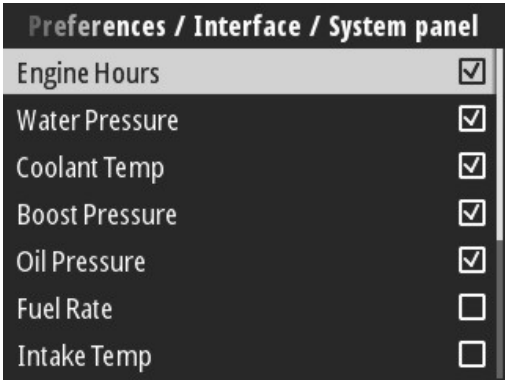 Preferences / Interface / System panel
Engine Hours
Water Pressure
Coolant Temp
Boost Pressure
Oil Pressure
Fuel Rate
Intake Temp